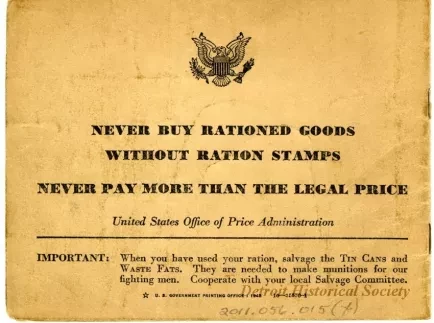 NEVER BUY RATIONED GOODS
WITHOUT RATION STAMPS
NEVER PAY MORE THAN THE LEGAL PRICE
United States Office of Price Administration
IMPORTANT: When you have used your ration, salvage the TIN CANS and
WASTE FATS. They are needed to make munitions for our
fighting men. Cooperate with your local Salvage Committee.
☆ U. S. GOVERNMENT PRINTING OFFICE : 1943
Detroit Historical Society
2011.056.015(f)